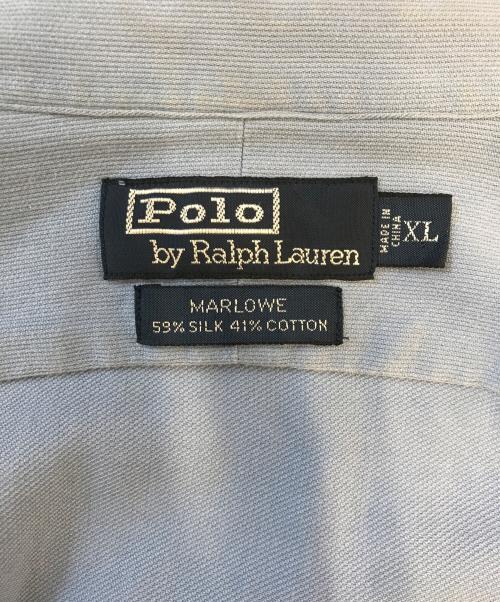 Polo
by Ralph Lauren
MADE IN
CHINA
XL
MARLOWE
59% SILK 41% COTTON